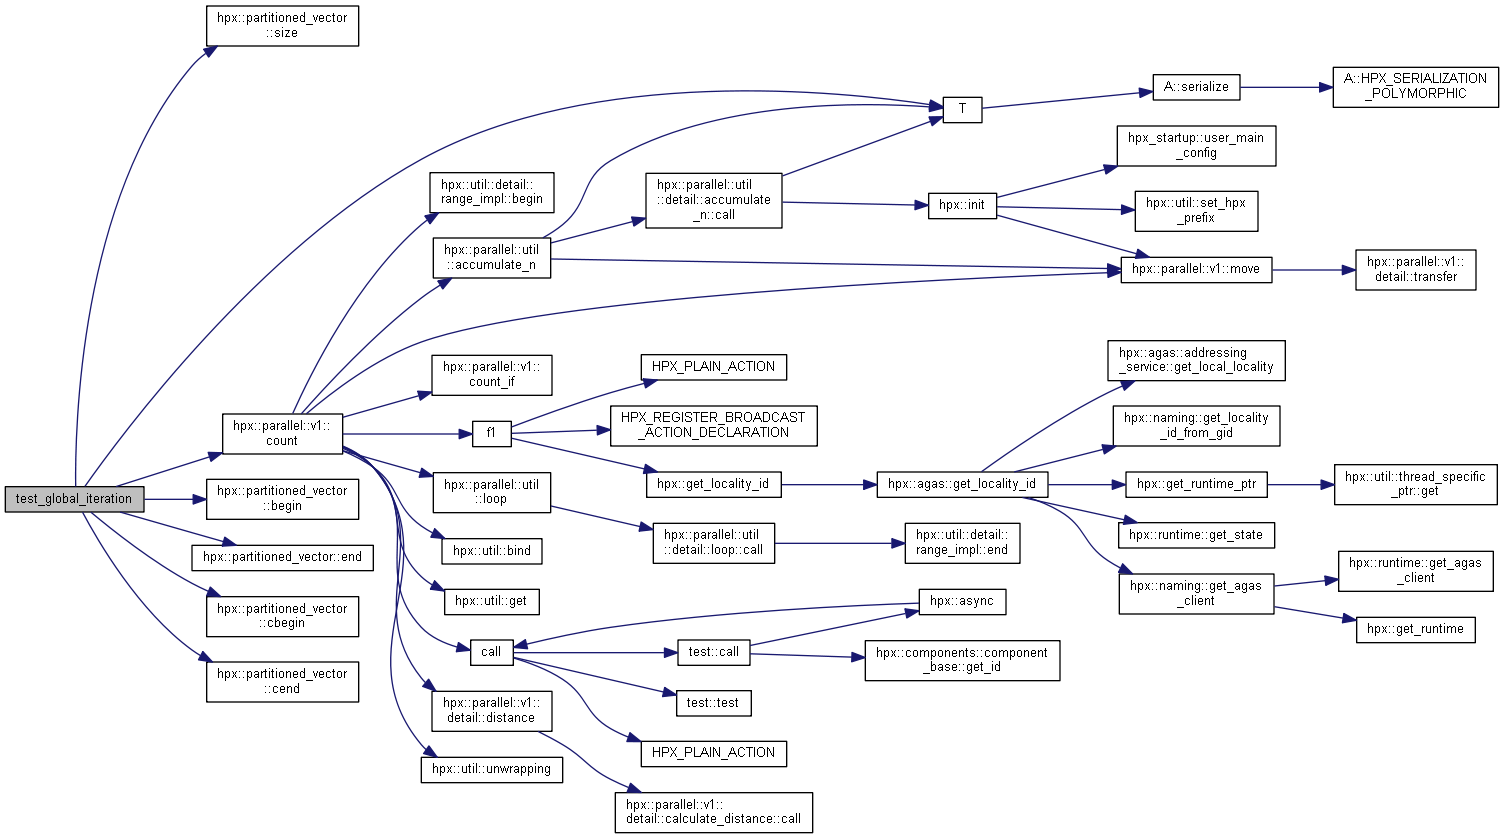 hpx::partitioned_vector
::size
A::serialize
A::HPX_SERIALIZATION
_POLYMORPHIC
T
hpx_startup::user_main
_config
hpx::util::detail::
range_impl::begin
hpx::parallel::util
::detail::accumulate
_n::call
hpx::init
hpx::util::set_hpx
_prefix
hpx::parallel::util
::accumulate_n
hpx::parallel::v1::move
hpx::parallel::v1::
detail::transfer
hpx::parallel::v1::
count_if
HPX_PLAIN_ACTION
hpx::agas::addressing
_service::get_local_locality
hpx::parallel::v1::
count
f1
HPX_REGISTER_BROADCAST
_ACTION_DECLARATION
hpx::naming::get_locality
_id_from_gid
test_global_iteration
hpx::partitioned_vector
::begin
hpx::parallel::util
::loop
hpx::get_locality_id
hpx::agas::get_locality_id
hpx::get_runtime_ptr
hpx::util::thread_specific
_ptr::get
hpx::partitioned_vector::end
hpx::util::bind
hpx::parallel::util
::detail::loop::call
hpx::util::detail::
range_impl::end
hpx::runtime::get_state
hpx::partitioned_vector
::cbegin
hpx::util::get
hpx::async
hpx::naming::get_agas
_client
hpx::runtime::get_agas
_client
hpx::get_runtime
call
test::call
hpx::components::component
_base::get_id
hpx::partitioned_vector
::cend
hpx::parallel::v1::
detail::distance
test::test
HPX_PLAIN_ACTION
hpx::util::unwrapping
hpx::parallel::v1::
detail::calculate_distance::call